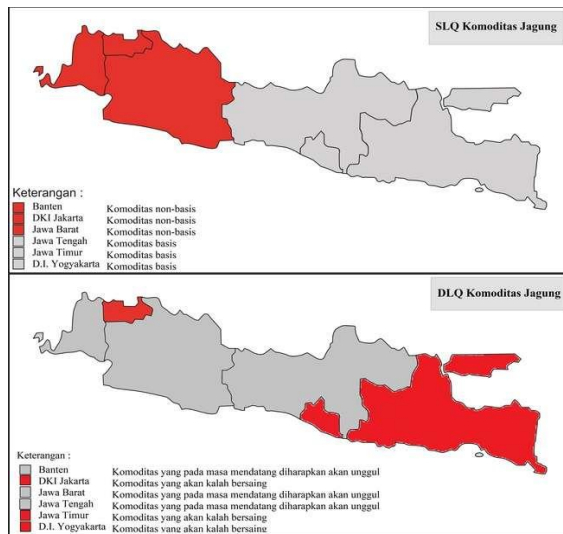 SLQ Komoditas Jagung
Keterangan :
Banten Komoditas non-basis
DKI Jakarta Komoditas non-basis
Jawa Barat Komoditas non-basis
Jawa Tengah Komoditas basis
Jawa Timur Komoditas basis
D.I. Yogyakarta Komoditas basis
DLQ Komoditas Jagung
Keterangan :
Banten Komoditas yang pada masa mendatang diharapkan akan unggul
DKI Jakarta Komoditas yang akan kalah bersaing
Jawa Barat Komoditas yang pada masa mendatang diharapkan akan unggul
Jawa Tengah Komoditas yang pada masa mendatang diharapkan akan unggul
Jawa Timur Komoditas yang akan kalah bersaing
D.I. Yogyakarta Komoditas yang akan kalah bersaing